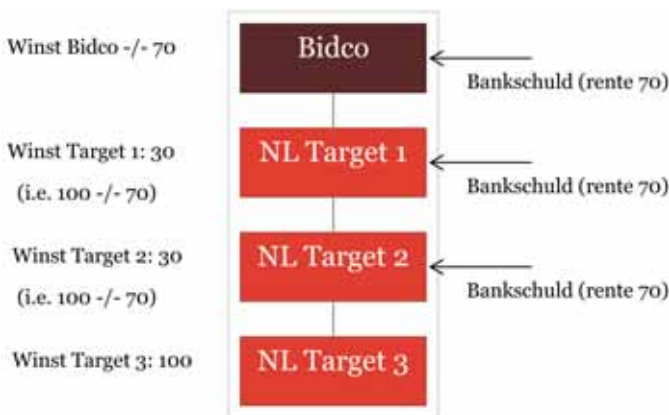 Winst Bidco -/- 70
Bidco
Bankschuld (rente 70)
Winst Target 1: 30
(i.e. 100 -/- 70)
NL Target 1
Bankschuld (rente 70)
Winst Target 2: 30
(i.e. 100 -/- 70)
NL Target 2
Bankschuld (rente 70)
Winst Target 3: 100
NL Target 3